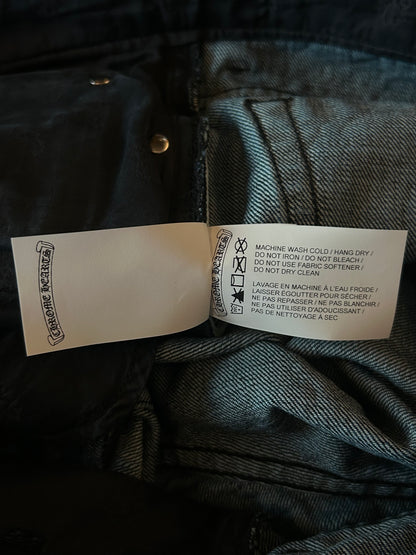 CHROME HEARTS
CHROME HEARTS
MACHINE WASH COLD / HANG DRY /
DO NOT IRON / DO NOT BLEACH /
DO NOT USE FABRIC SOFTENER /
DO NOT DRY CLEAN
LAVAGE EN MACHINE À L'EAU FROIDE /
LAISSER ÉGOUTTER POUR SÉCHER /
NE PAS REPASSER / NE PAS BLANCHIR /
NE PAS UTILISER D'ADOUCISSANT /
PAS DE NETTOYAGE À SEC